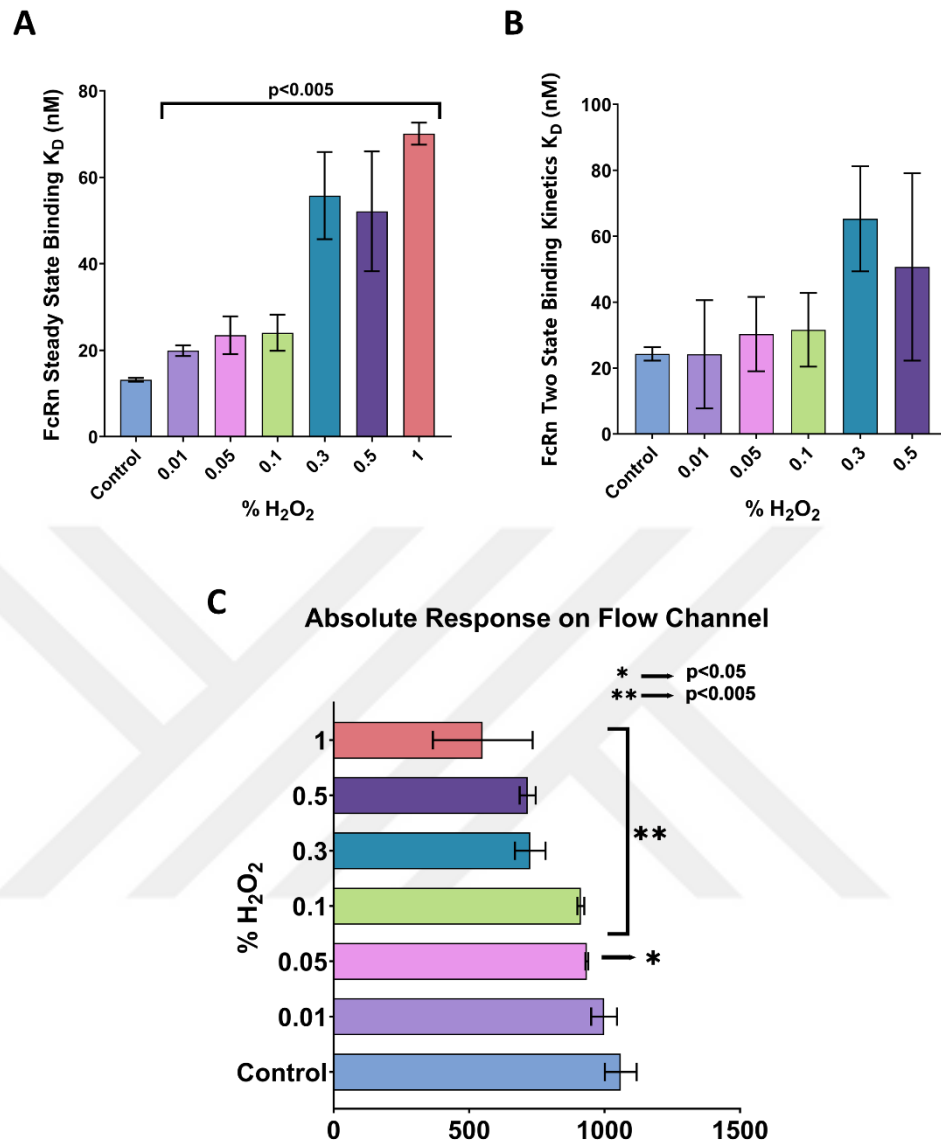 A
FcRn Steady State Binding K_D (nM)
80
60
40
20
0
p<0.005
Control
0.01
0.05
0.1
0.3
0.5
1
% H₂O₂
B
FcRn Two State Binding Kinetics K_D (nM)
100
80
60
40
20
0
Control
0.01
0.05
0.1
0.3
0.5
% H₂O₂
C
Absolute Response on Flow Channel
* p<0.05
** p<0.005
% H₂O₂
1
0.5
0.3
0.1
0.05
0.01
Control
**
*
0
500
1000
1500